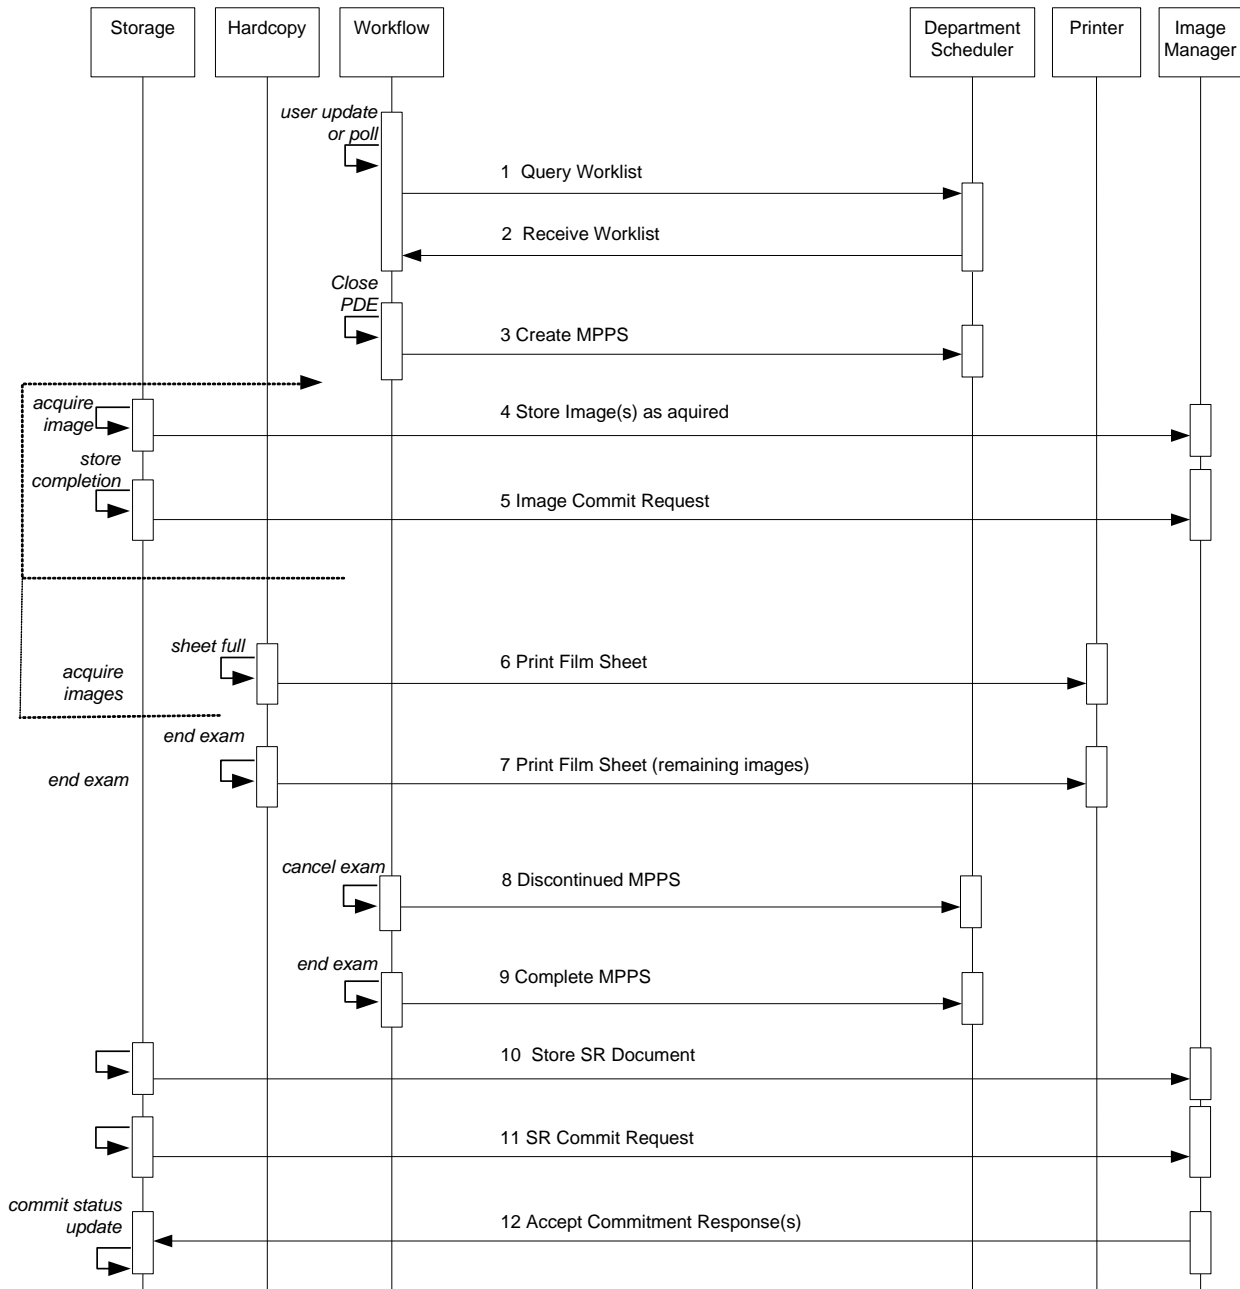 Storage
Hardcopy
Workflow
Department
Scheduler
Printer
Image
Manager
user update
or poll
1  Query Worklist
2  Receive Worklist
Close
PDE
3 Create MPPS
acquire
image
4 Store Image(s) as aquired
store
completion
5 Image Commit Request
sheet full
6 Print Film Sheet
acquire
images
end exam
7 Print Film Sheet (remaining images)
end exam
cancel exam
8 Discontinued MPPS
end exam
9 Complete MPPS
10  Store SR Document
11 SR Commit Request
commit status
update
12 Accept Commitment Response(s)